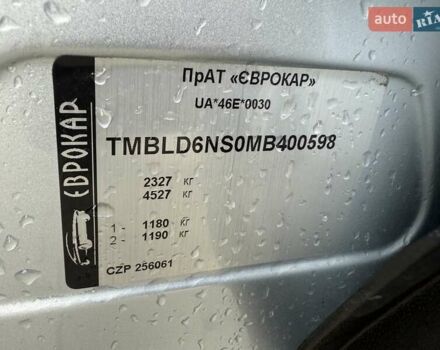 auto RIA
ПрАТ «ЄВРОКАР»
UA*46E*0030
ЄВРОКАР
TMBLD6NS0MB400598
2327 кг
4527 кг
1 - 1180 кг
2 - 1190 кг
CZP 256061